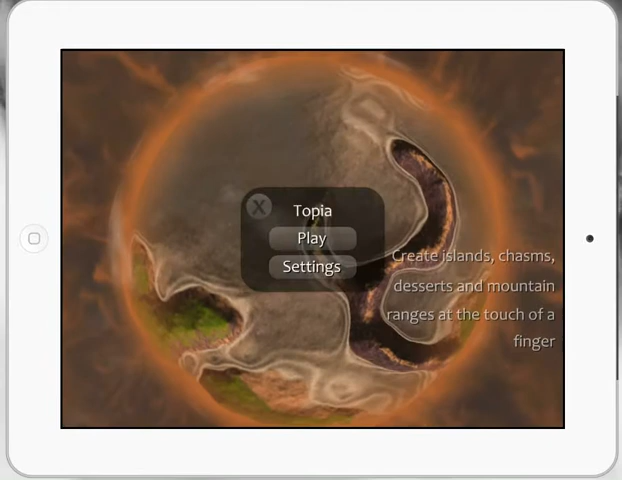 X
Topia
Play
Settings
Create islands, chasms,
desserts and mountain
ranges at the touch of a
finger